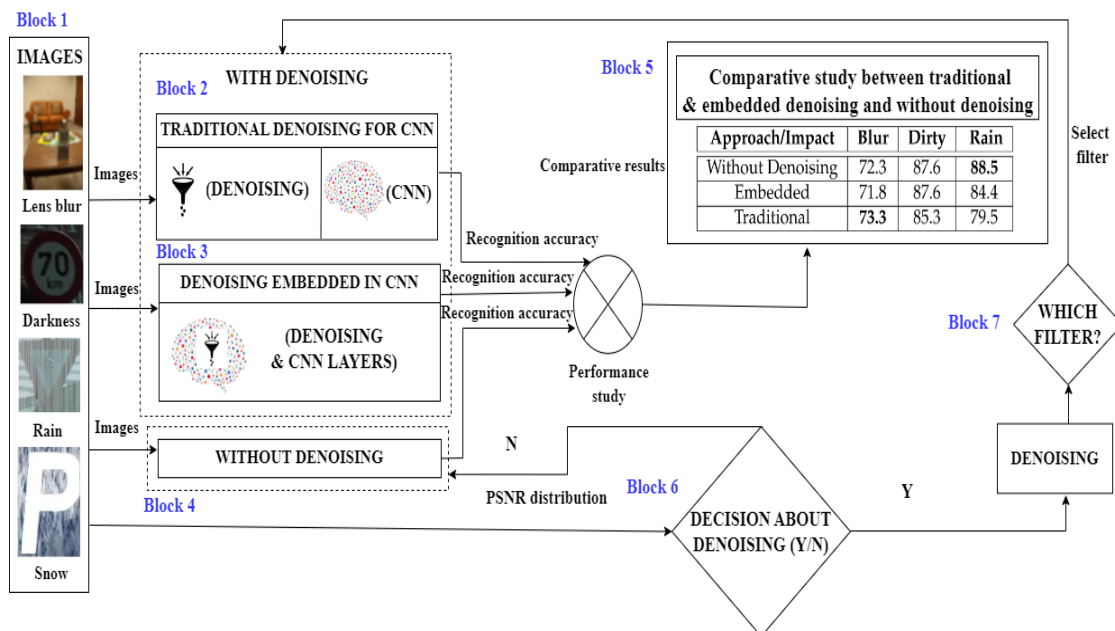 Block 1
IMAGES
Lens blur
70
km
Darkness
Rain
P
Snow
Images
Images
Images
WITH DENOISING
Block 2
TRADITIONAL DENOISING FOR CNN
(DENOISING)
(CNN)
Block 3
DENOISING EMBEDDED IN CNN
(DENOISING
& CNN LAYERS)
WITHOUT DENOISING
Block 4
Recognition accuracy
Recognition accuracy
Recognition accuracy
Performance
study
Comparative results
Block 5
Comparative study between traditional
& embedded denoising and without denoising
Approach/Impact Blur Dirty Rain
Without Denoising 72.3 87.6 88.5
Embedded 71.8 87.6 84.4
Traditional 73.3 85.3 79.5
N
PSNR distribution
Block 6
DECISION ABOUT
DENOISING (Y/N)
Y
DENOISING
Block 7
WHICH
FILTER?
Select
filter